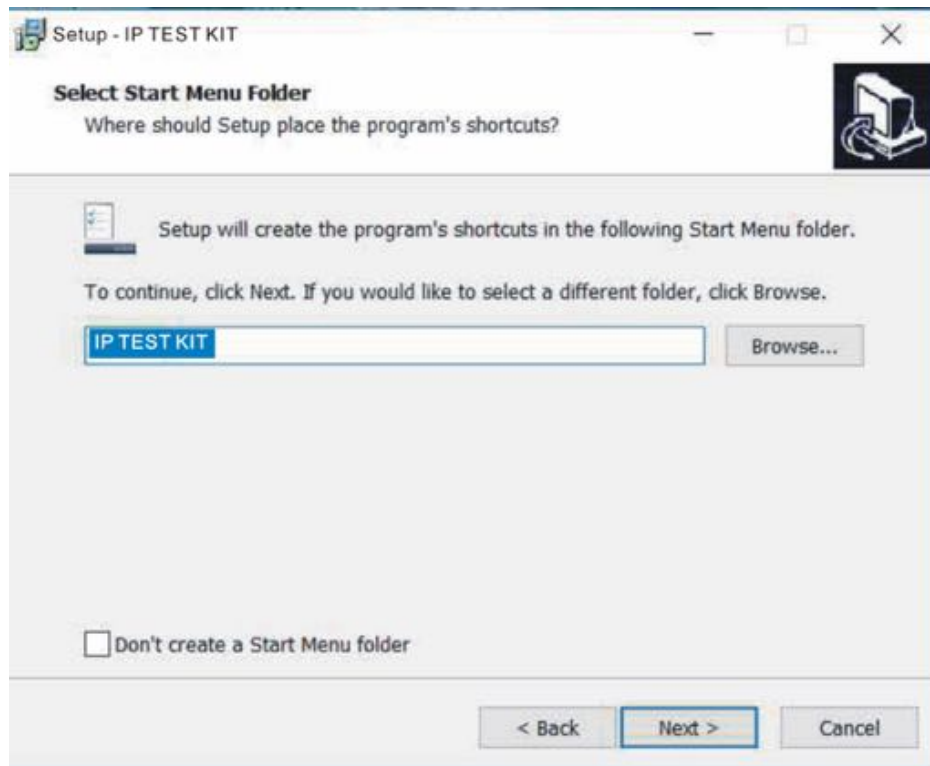 Setup - IP TEST KIT
Select Start Menu Folder
Where should Setup place the program's shortcuts?
Setup will create the program's shortcuts in the following Start Menu folder.
To continue, click Next. If you would like to select a different folder, click Browse.
IP TEST KIT
Browse...
Don't create a Start Menu folder
< Back
Next >
Cancel